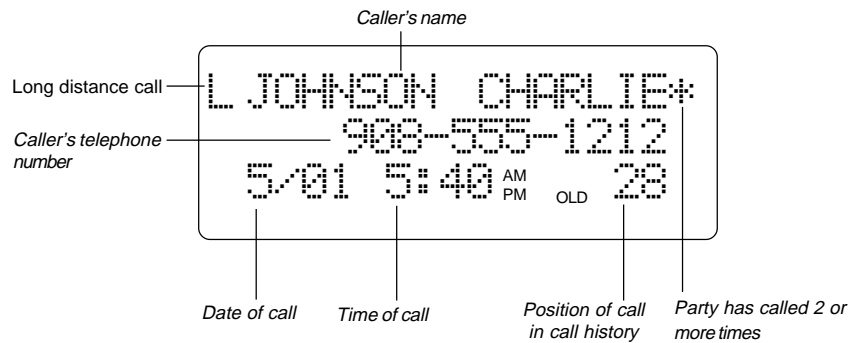 Caller's name
Long distance call
L JOHNSON CHARLIE*
Caller's telephone
number
908-555-1212
5/01 5:40 AM
PM OLD 28
Date of call
Time of call
Position of call
in call history
Party has called 2 or
more times